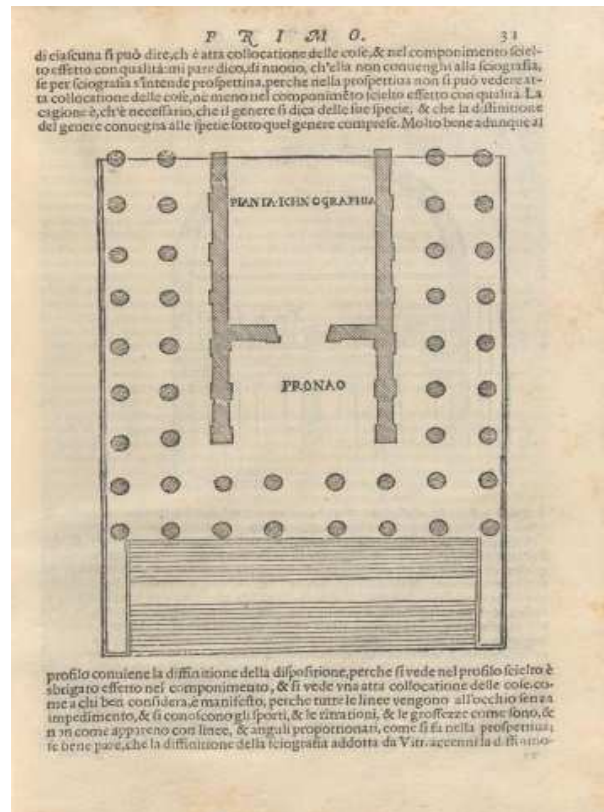 PRIMO. 31
di ciascuna si può dire, ch'è atta collocatione delle cose, & nel componimento sciel-
to effetto con qualità: mi pare dico, di nuouo, ch'ella non conuenghi alla sciografia,
se per sciografia s'intende prospettiua, perche nella prospettiua non si può vedere at-
ta collocatione delle cose, ne meno nel componimẽto scielto effetto con qualità. La
cagione è, ch'è necessario, che il genere si dica delle sue specie, & che la diffinitione
del genere conuegna alle spetie sotto quel genere comprese. Molto bene adunque al
PIANTA·ICHNOGRAPHIA
PRONAO
profilo conuiene la diffinitione della dispositione, perche si vede nel profilo scielto è
sbrigato effetto nel componimento, & si vede vna atta collocatione delle cose, co-
me a chi ben considera, è manifesto, perche tutte le linee vengono all'occhio senza
impedimento, & si conoscono gli sporti, & le ritrationi, & le grossezze come sono, &
non come appareno con linee, & anguli proportionati, come si fa nella prospettiua;
se bene pare, che la diffinitione della sciografia addotta da Vitr. accenni la